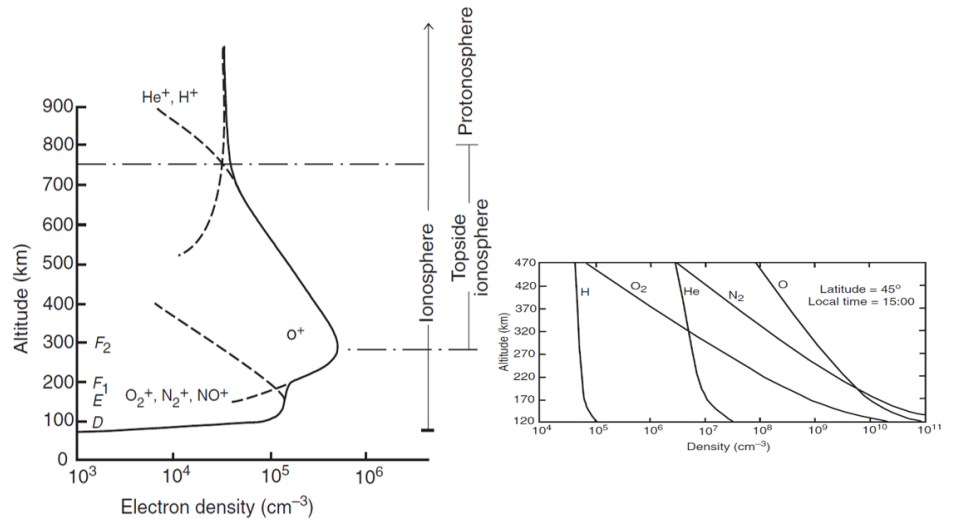 Altitude (km)
900
800
700
600
500
400
300
200
100
0
F2
F1
E
D
He+, H+
O+
O2+, N2+, NO+
10³
10⁴
10⁵
10⁶
Electron density (cm⁻³)
Ionosphere
Topside
ionosphere
Protonosphere
Altitude (km)
470
420
370
320
270
220
170
120
H
O2
He
N2
O
Latitude = 45º
Local time = 15:00
10⁴
10⁵
10⁶
10⁷
10⁸
10⁹
10¹⁰
10¹¹
Density (cm⁻³)